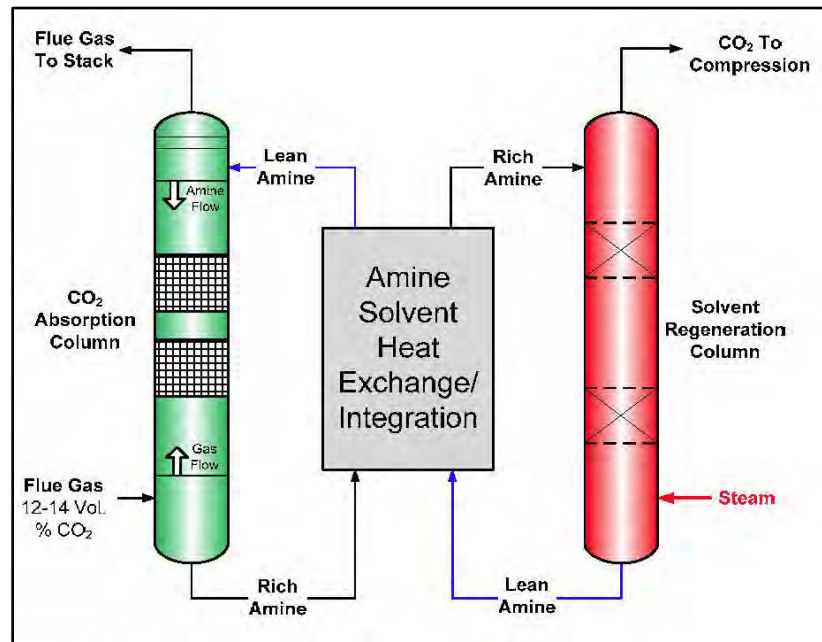 Flue Gas
To Stack
CO₂ To
Compression
Lean
Amine
Rich
Amine
Amine
Flow
Amine
Solvent
Heat
Exchange/
Integration
CO₂
Absorption
Column
Solvent
Regeneration
Column
Gas
Flow
Flue Gas
12-14 Vol.
% CO₂
Steam
Rich
Amine
Lean
Amine